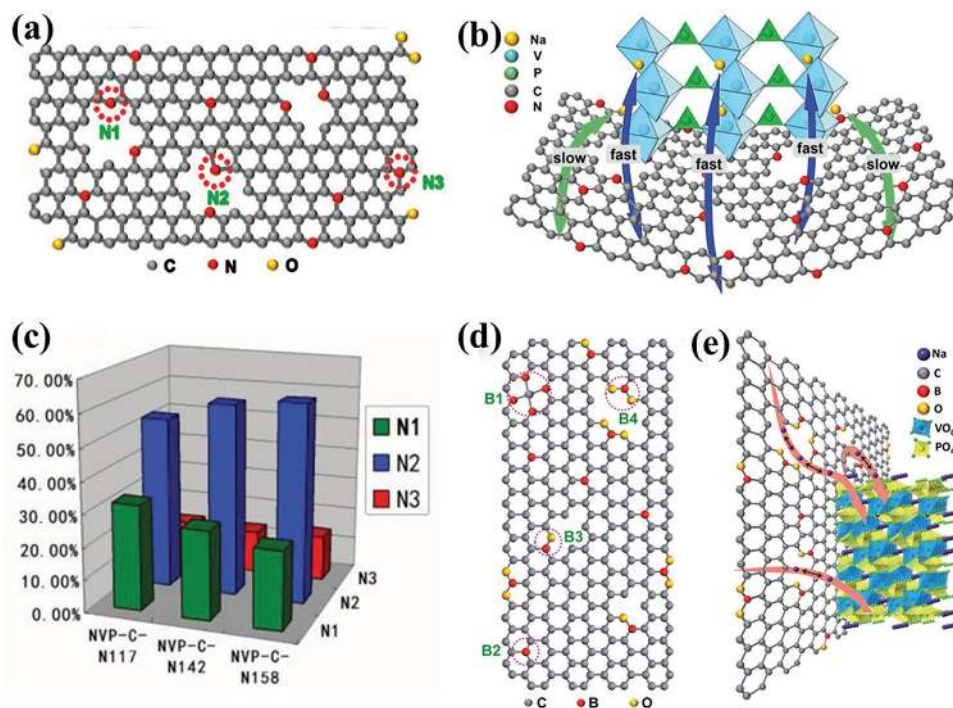 (a)
N1
N2
N3
C N O
(b)
Na
V
P
C
N
slow
fast
fast
fast
slow
(c)
70.00%
60.00%
50.00%
40.00%
30.00%
20.00%
10.00%
0.00%
NVP-C-
N117
NVP-C-
N142
NVP-C-
N158
N1
N2
N3
N1
N2
N3
(d)
B1
B4
B3
B2
C B O
(e)
Na
C
B
O